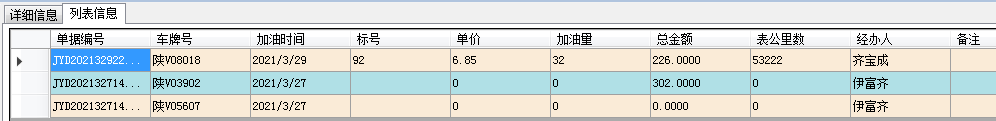 详细信息 列表信息
单据编号 车牌号 加油时间 标号 单价 加油量 总金额 表公里数 经办人 备注
JYD202132922... 陕V08018 2021/3/29 92 6.85 32 226.0000 53222 齐宝成
JYD202132714... 陕V03902 2021/3/27 0 0 302.0000 0 伊富齐
JYD202132714... 陕V05607 2021/3/27 0 0 0.0000 0 伊富齐